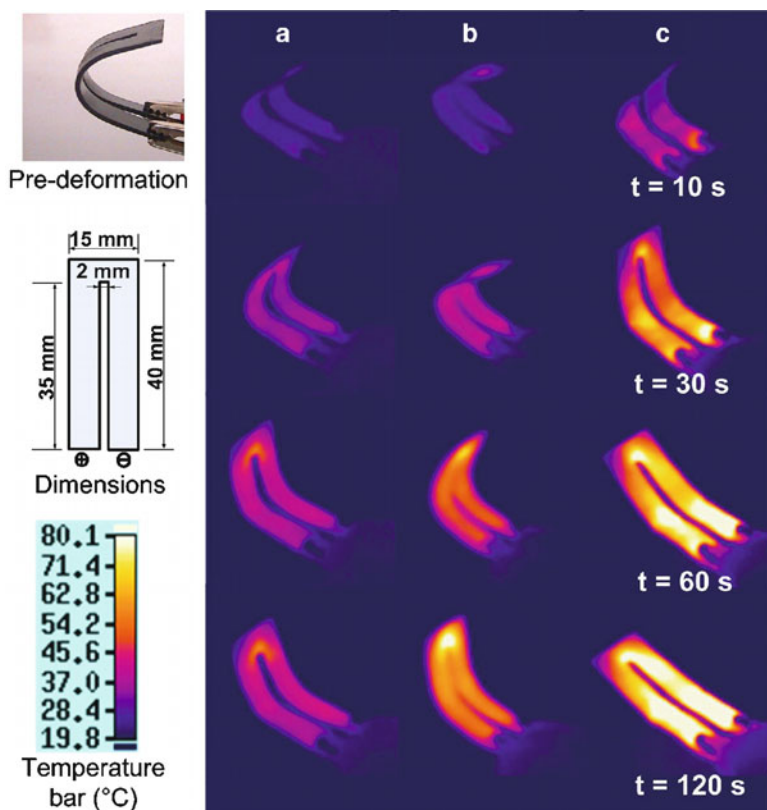 a
b
c
Pre-deformation
t = 10 s
15 mm
2 mm
35 mm
40 mm
⊕
⊖
Dimensions
t = 30 s
80.1
71.4
62.8
54.2
45.6
37.0
28.4
19.8
Temperature
bar (°C)
t = 60 s
t = 120 s